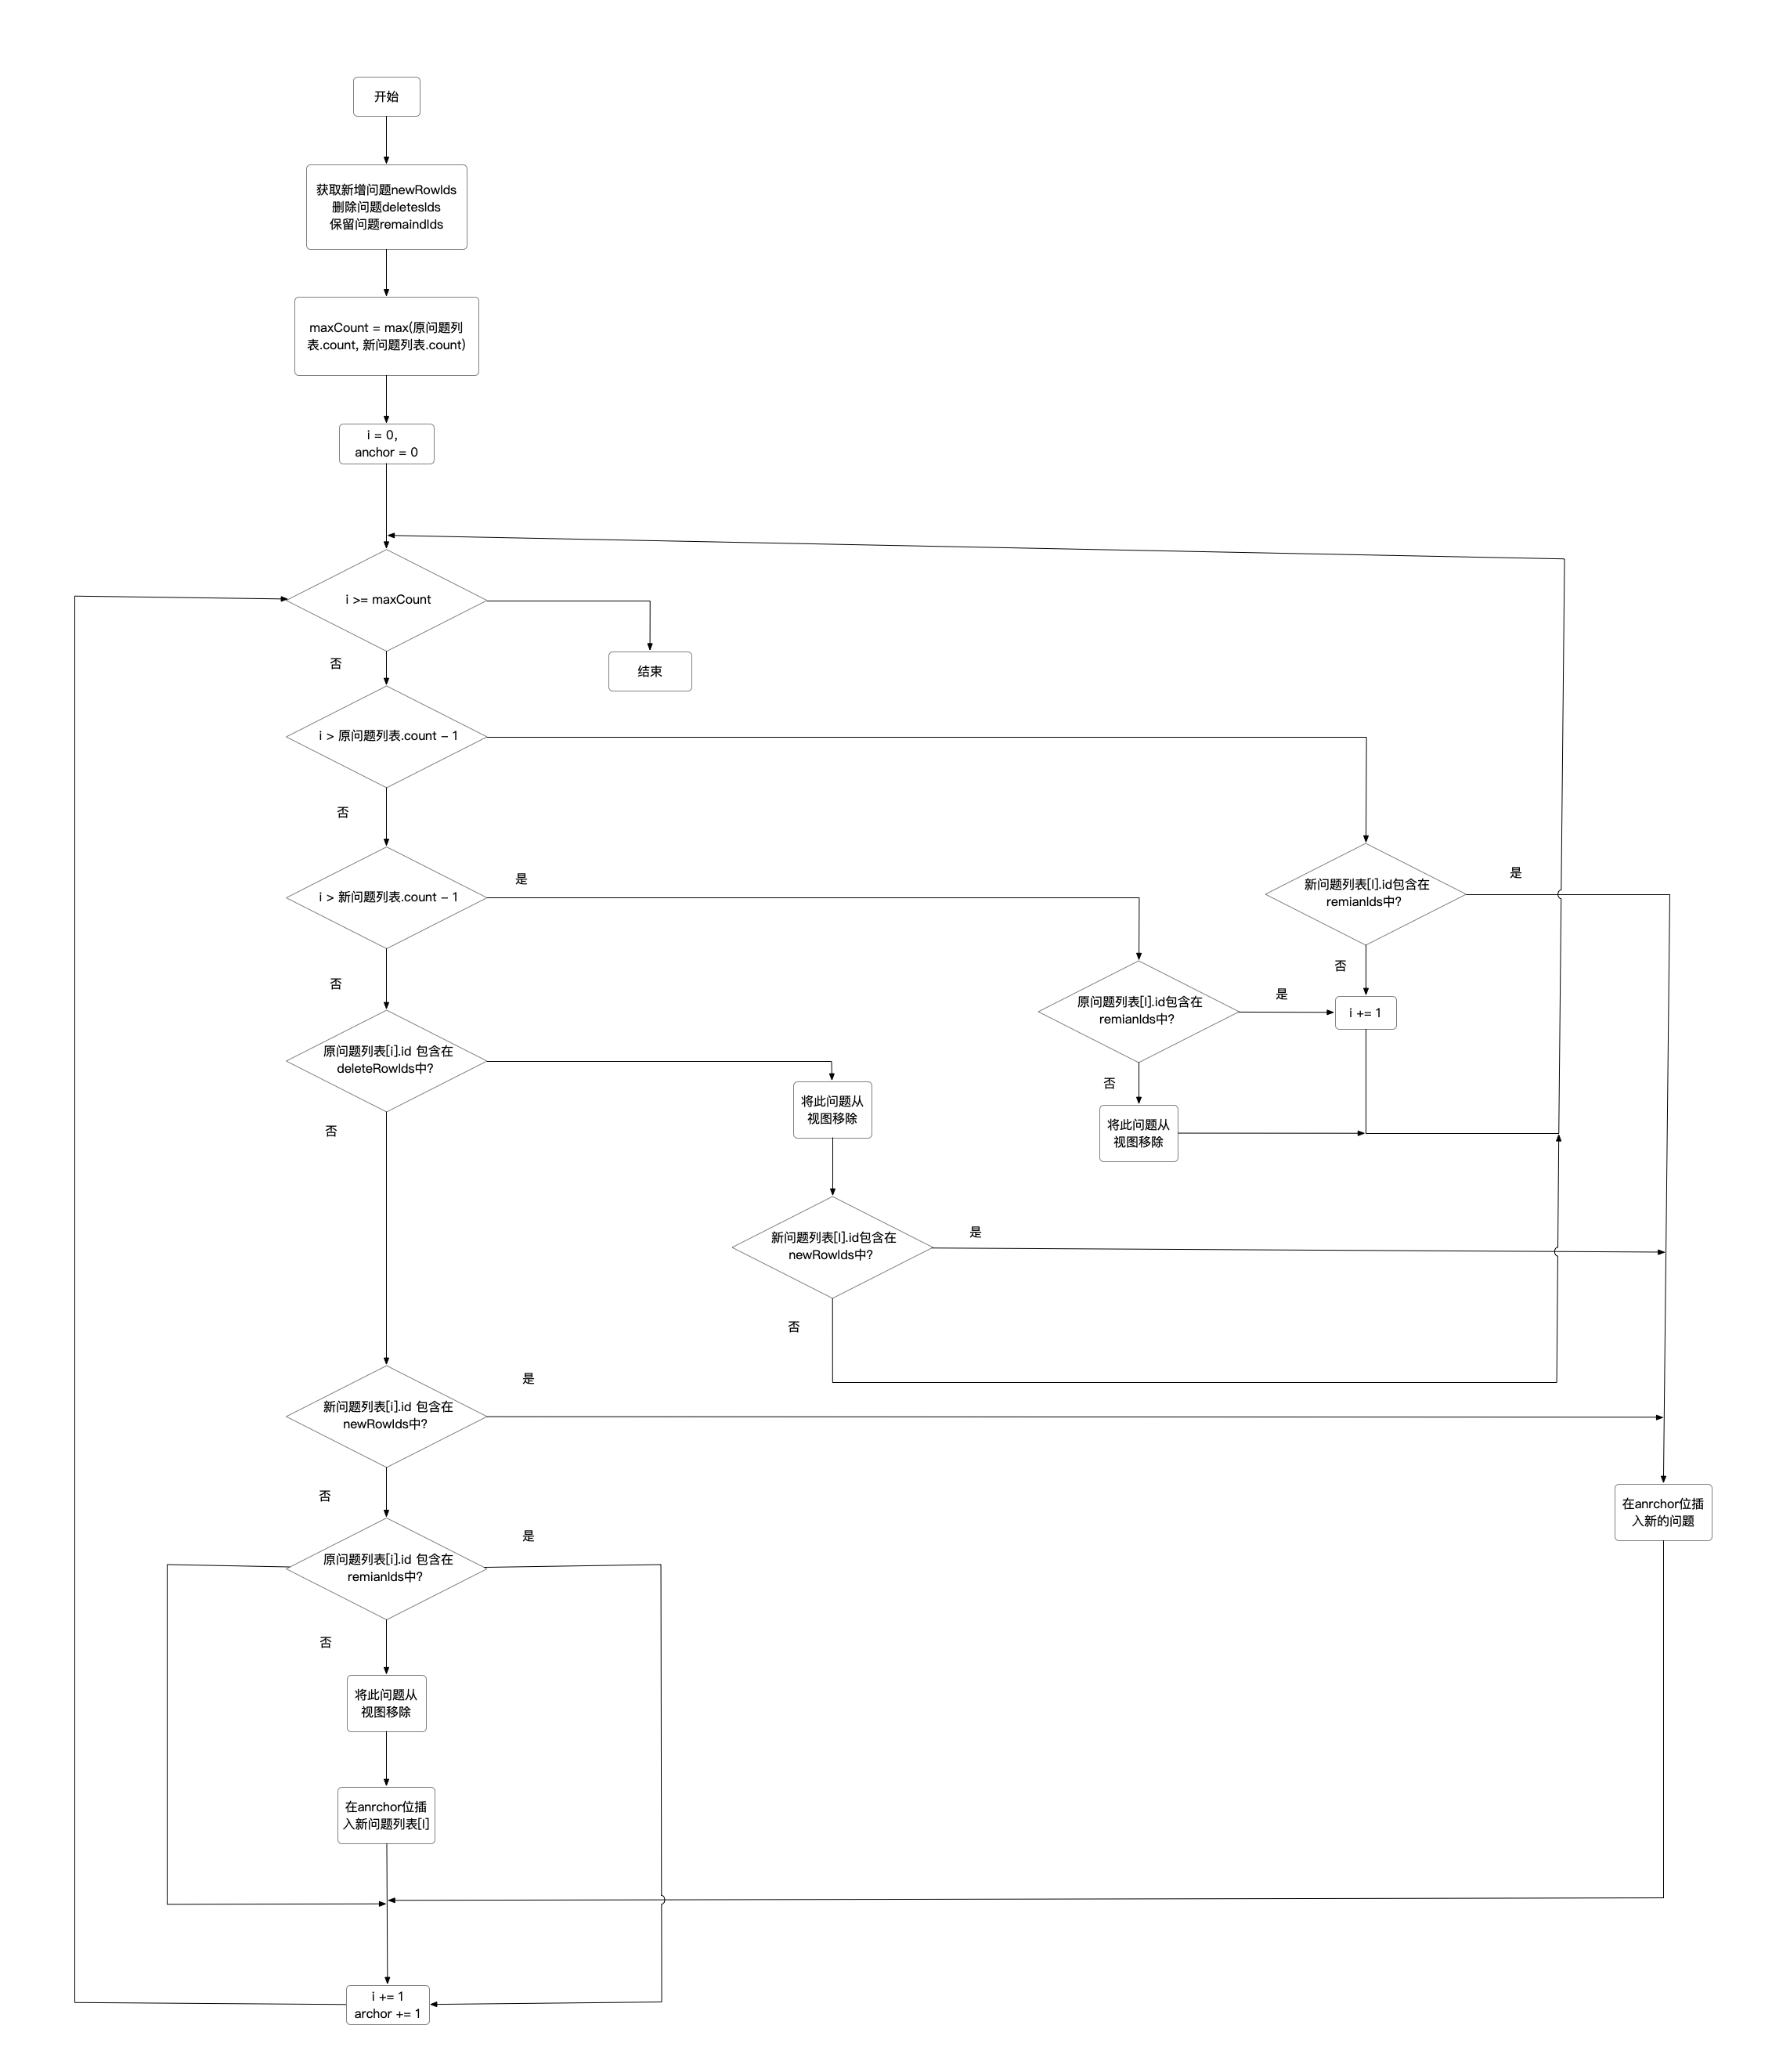 开始
获取新增问题newRowIds
删除问题deletesIds
保留问题remaindIds
maxCount = max(原问题列
表.count, 新问题列表.count)
i = 0,
anchor = 0
i >= maxCount
否
结束
i > 原问题列表.count - 1
否
i > 新问题列表.count - 1
是
新问题列表[I].id包含在
remianIds中?
是
否
否
原问题列表[I].id包含在
remianIds中?
是
i += 1
原问题列表[i].id 包含在
deleteRowIds中?
否
将此问题从
视图移除
否
将此问题从
视图移除
新问题列表[I].id包含在
newRowIds中?
是
否
新问题列表[i].id 包含在
newRowIds中?
是
否
在anrchor位插
入新的问题
原问题列表[i].id 包含在
remianIds中?
是
否
将此问题从
视图移除
在anrchor位插
入新问题列表[I]
i += 1
archor += 1